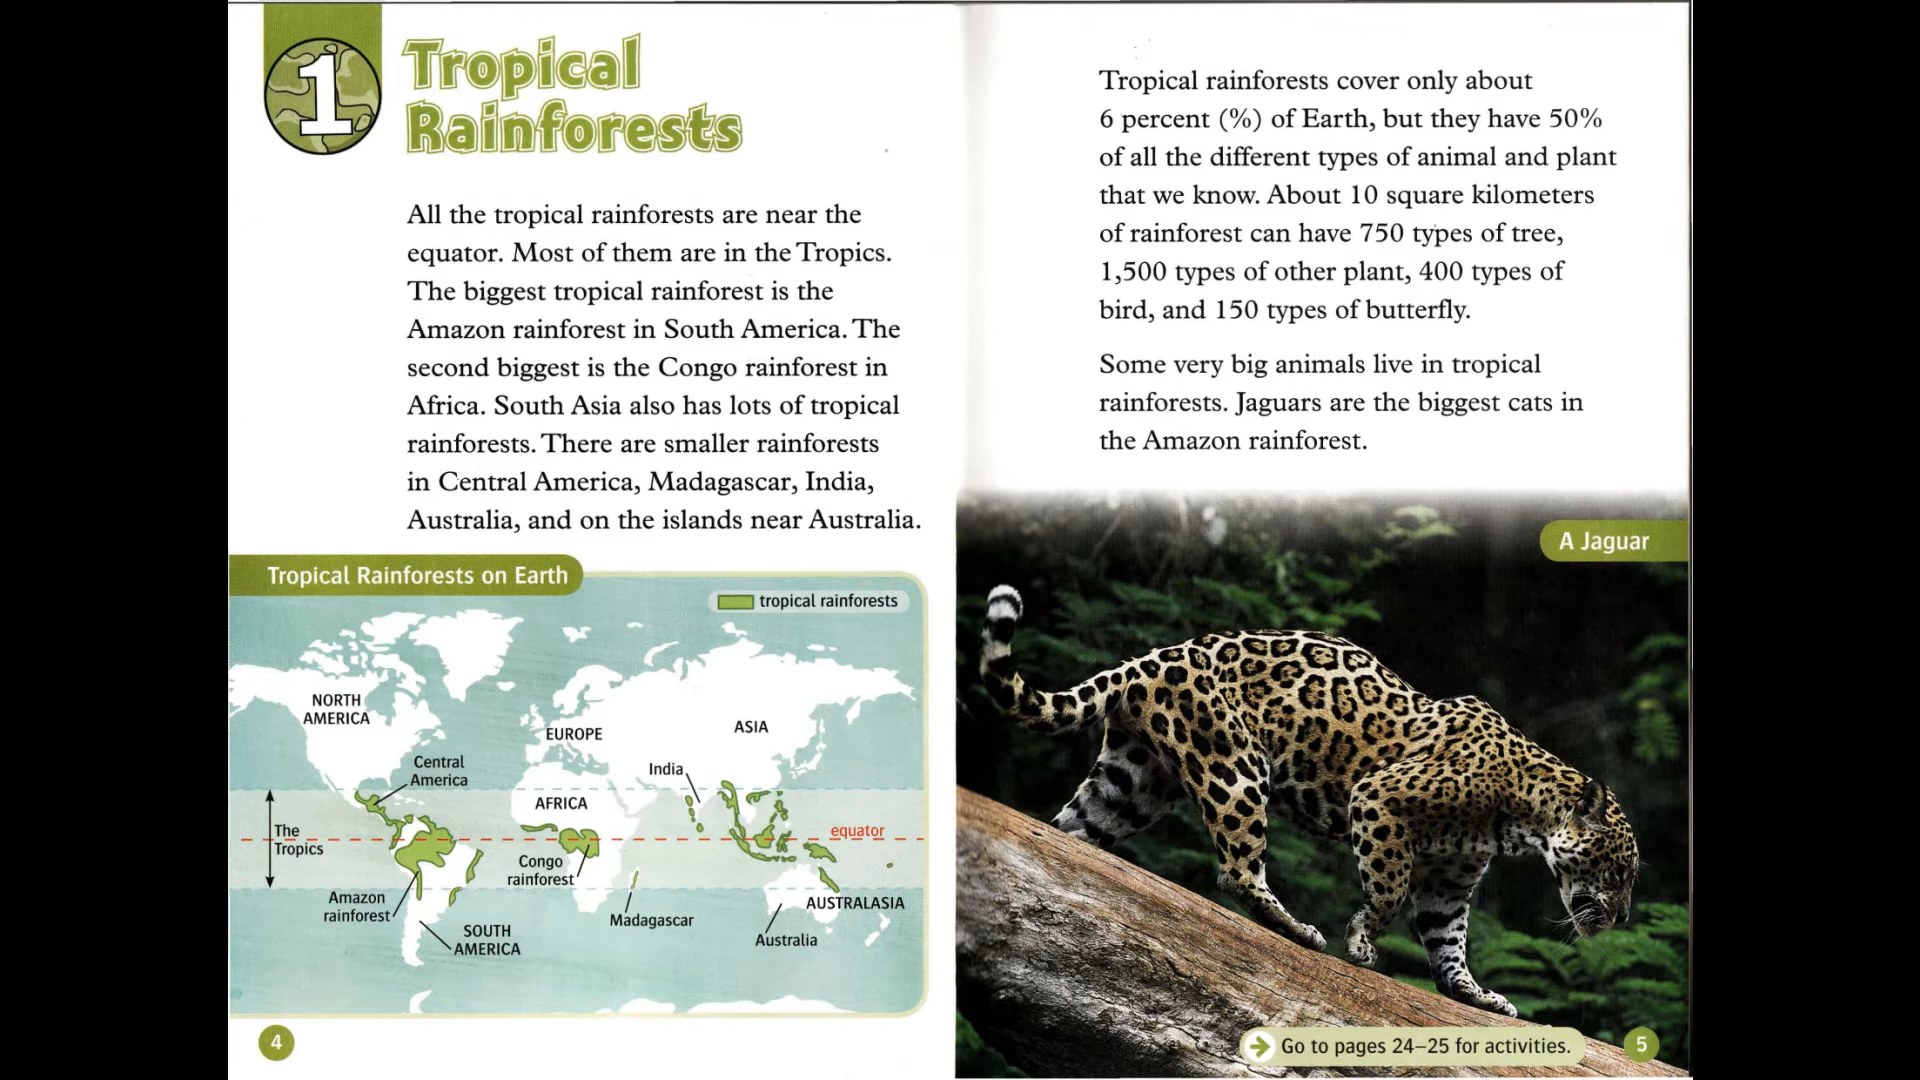 1
Tropical
Rainforests
All the tropical rainforests are near the
equator. Most of them are in the Tropics.
The biggest tropical rainforest is the
Amazon rainforest in South America. The
second biggest is the Congo rainforest in
Africa. South Asia also has lots of tropical
rainforests. There are smaller rainforests
in Central America, Madagascar, India,
Australia, and on the islands near Australia.
Tropical Rainforests on Earth
tropical rainforests
NORTH
AMERICA
EUROPE
ASIA
Central
America
India
AFRICA
The
Tropics
equator
Congo
rainforest
Amazon
rainforest
Madagascar
AUSTRALASIA
SOUTH
AMERICA
Australia
4
Tropical rainforests cover only about
6 percent (%) of Earth, but they have 50%
of all the different types of animal and plant
that we know. About 10 square kilometers
of rainforest can have 750 types of tree,
1,500 types of other plant, 400 types of
bird, and 150 types of butterfly.
Some very big animals live in tropical
rainforests. Jaguars are the biggest cats in
the Amazon rainforest.
A Jaguar
Go to pages 24–25 for activities.
5